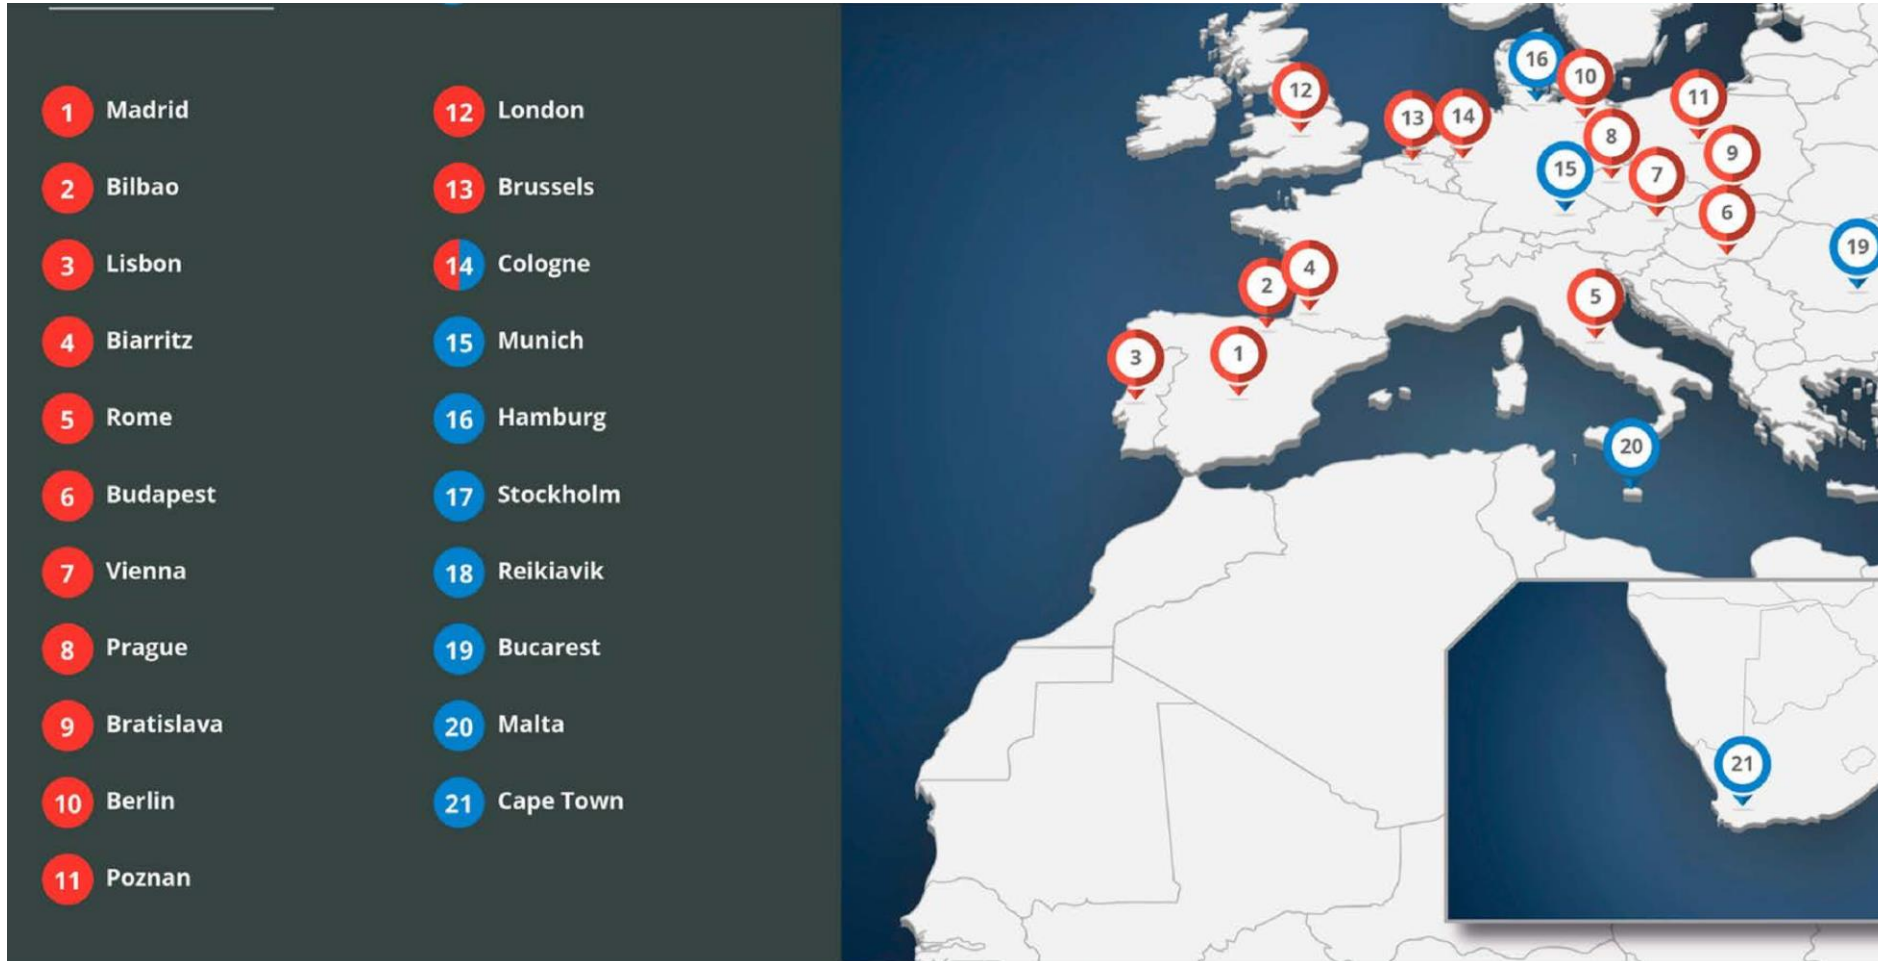 1 Madrid
2 Bilbao
3 Lisbon
4 Biarritz
5 Rome
6 Budapest
7 Vienna
8 Prague
9 Bratislava
10 Berlin
11 Poznan
12 London
13 Brussels
14 Cologne
15 Munich
16 Hamburg
17 Stockholm
18 Reikiavik
19 Bucarest
20 Malta
21 Cape Town
16
10
12
11
13
14
8
9
15
7
6
19
4
2
5
3
1
20
21